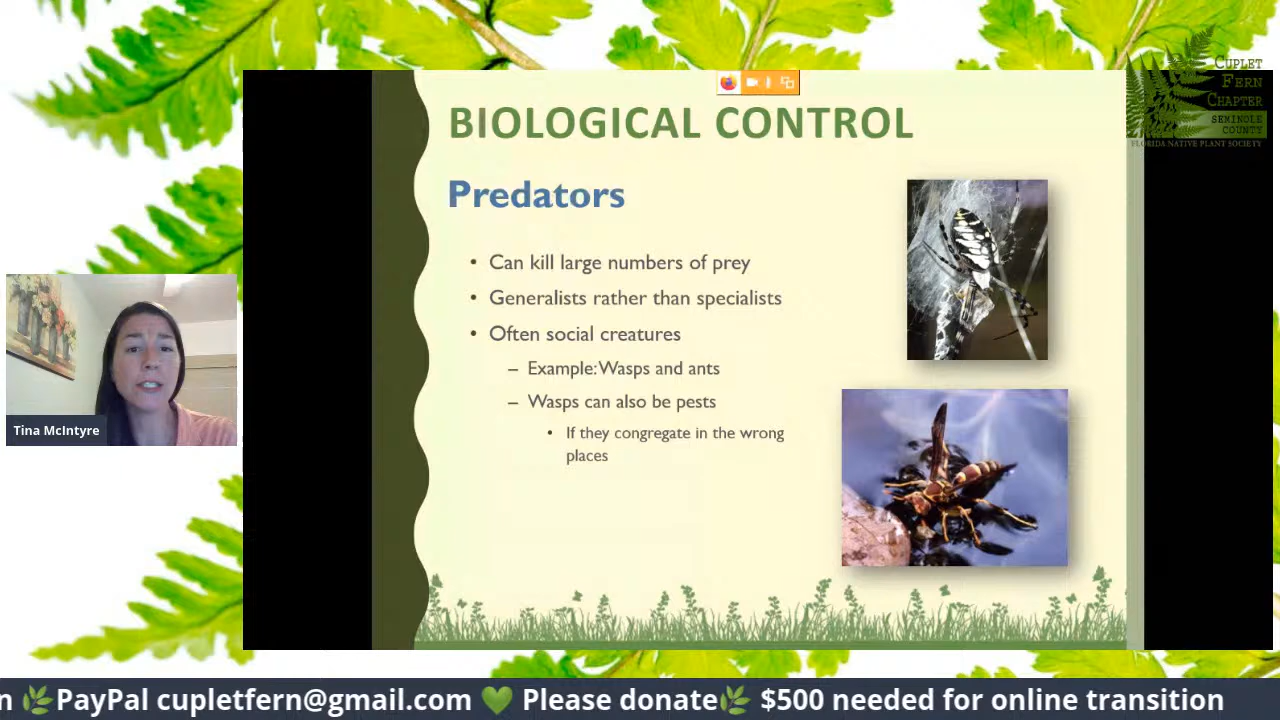 CUPLET
FERN
CHAPTER
SEMINOLE
COUNTY
FLORIDA NATIVE PLANT SOCIETY
BIOLOGICAL CONTROL
Predators
• Can kill large numbers of prey
• Generalists rather than specialists
• Often social creatures
– Example: Wasps and ants
– Wasps can also be pests
• If they congregate in the wrong
places
Tina McIntyre
n 🌿PayPal cupletfern@gmail.com 💚 Please donate🌿 $500 needed for online transition